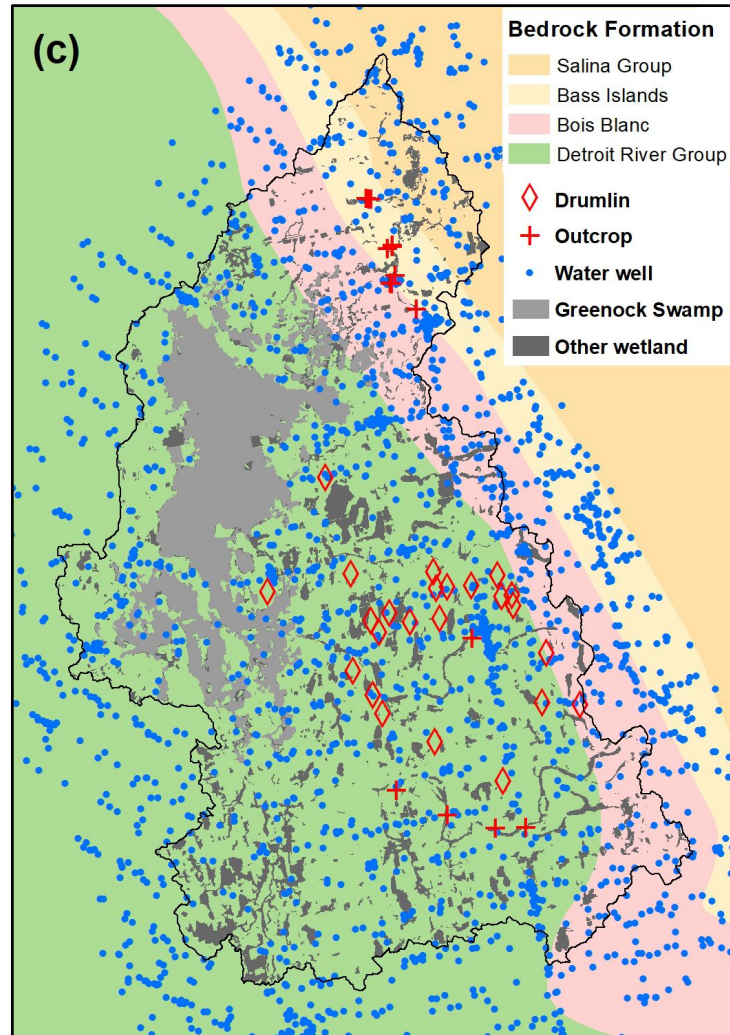 (c)
Bedrock Formation
Salina Group
Bass Islands
Bois Blanc
Detroit River Group
Drumlin
Outcrop
Water well
Greenock Swamp
Other wetland